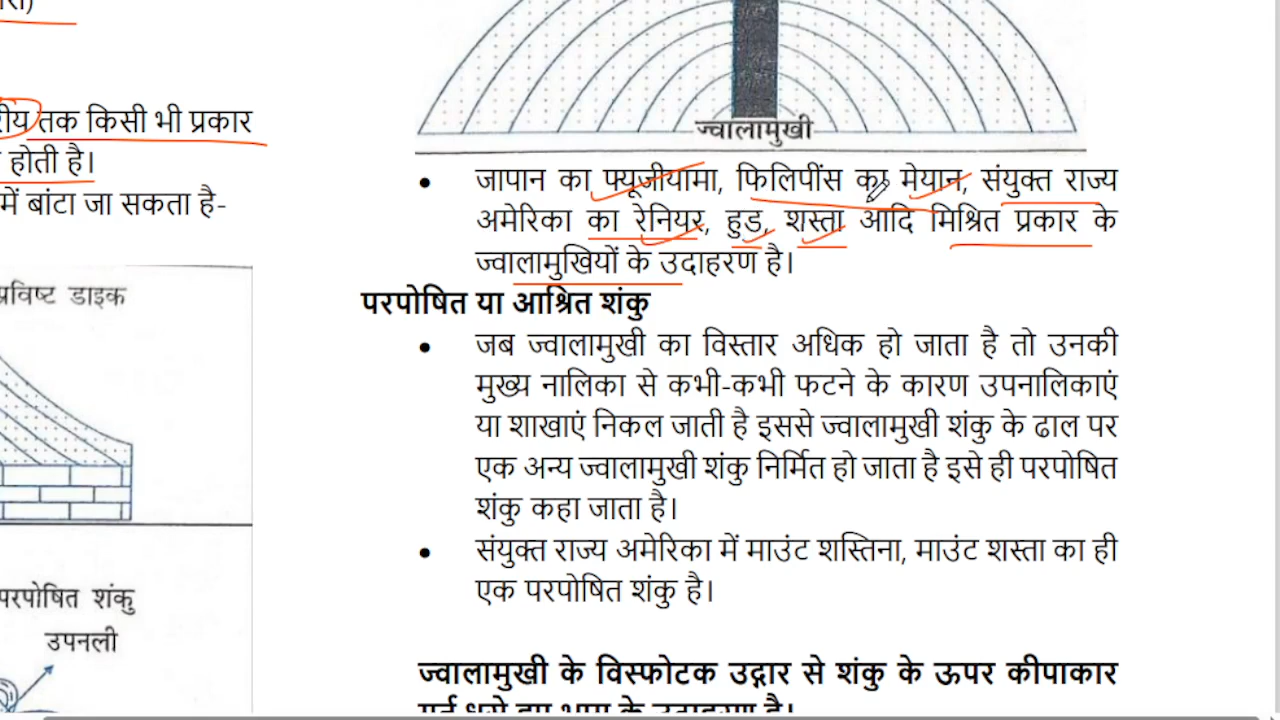 तक किसी भी प्रकार
होती है।
में बांटा जा सकता है-
डाइक
परपोषित शंकु
उपनली
ज्वालामुखी
• जापान का फ्यूजीयामा, फिलिपींस का मेयान, संयुक्त राज्य
अमेरिका का रेनियर, हुड, शस्ता आदि मिश्रित प्रकार के
ज्वालामुखियों के उदाहरण है।
परपोषित या आश्रित शंकु
• जब ज्वालामुखी का विस्तार अधिक हो जाता है तो उनकी
मुख्य नालिका से कभी-कभी फटने के कारण उपनालिकाएं
या शाखाएं निकल जाती है इससे ज्वालामुखी शंकु के ढाल पर
एक अन्य ज्वालामुखी शंकु निर्मित हो जाता है इसे ही परपोषित
शंकु कहा जाता है।
• संयुक्त राज्य अमेरिका में माउंट शस्तिना, माउंट शस्ता का ही
एक परपोषित शंकु है।
ज्वालामुखी के विस्फोटक उद्गार से शंकु के ऊपर कीपाकार